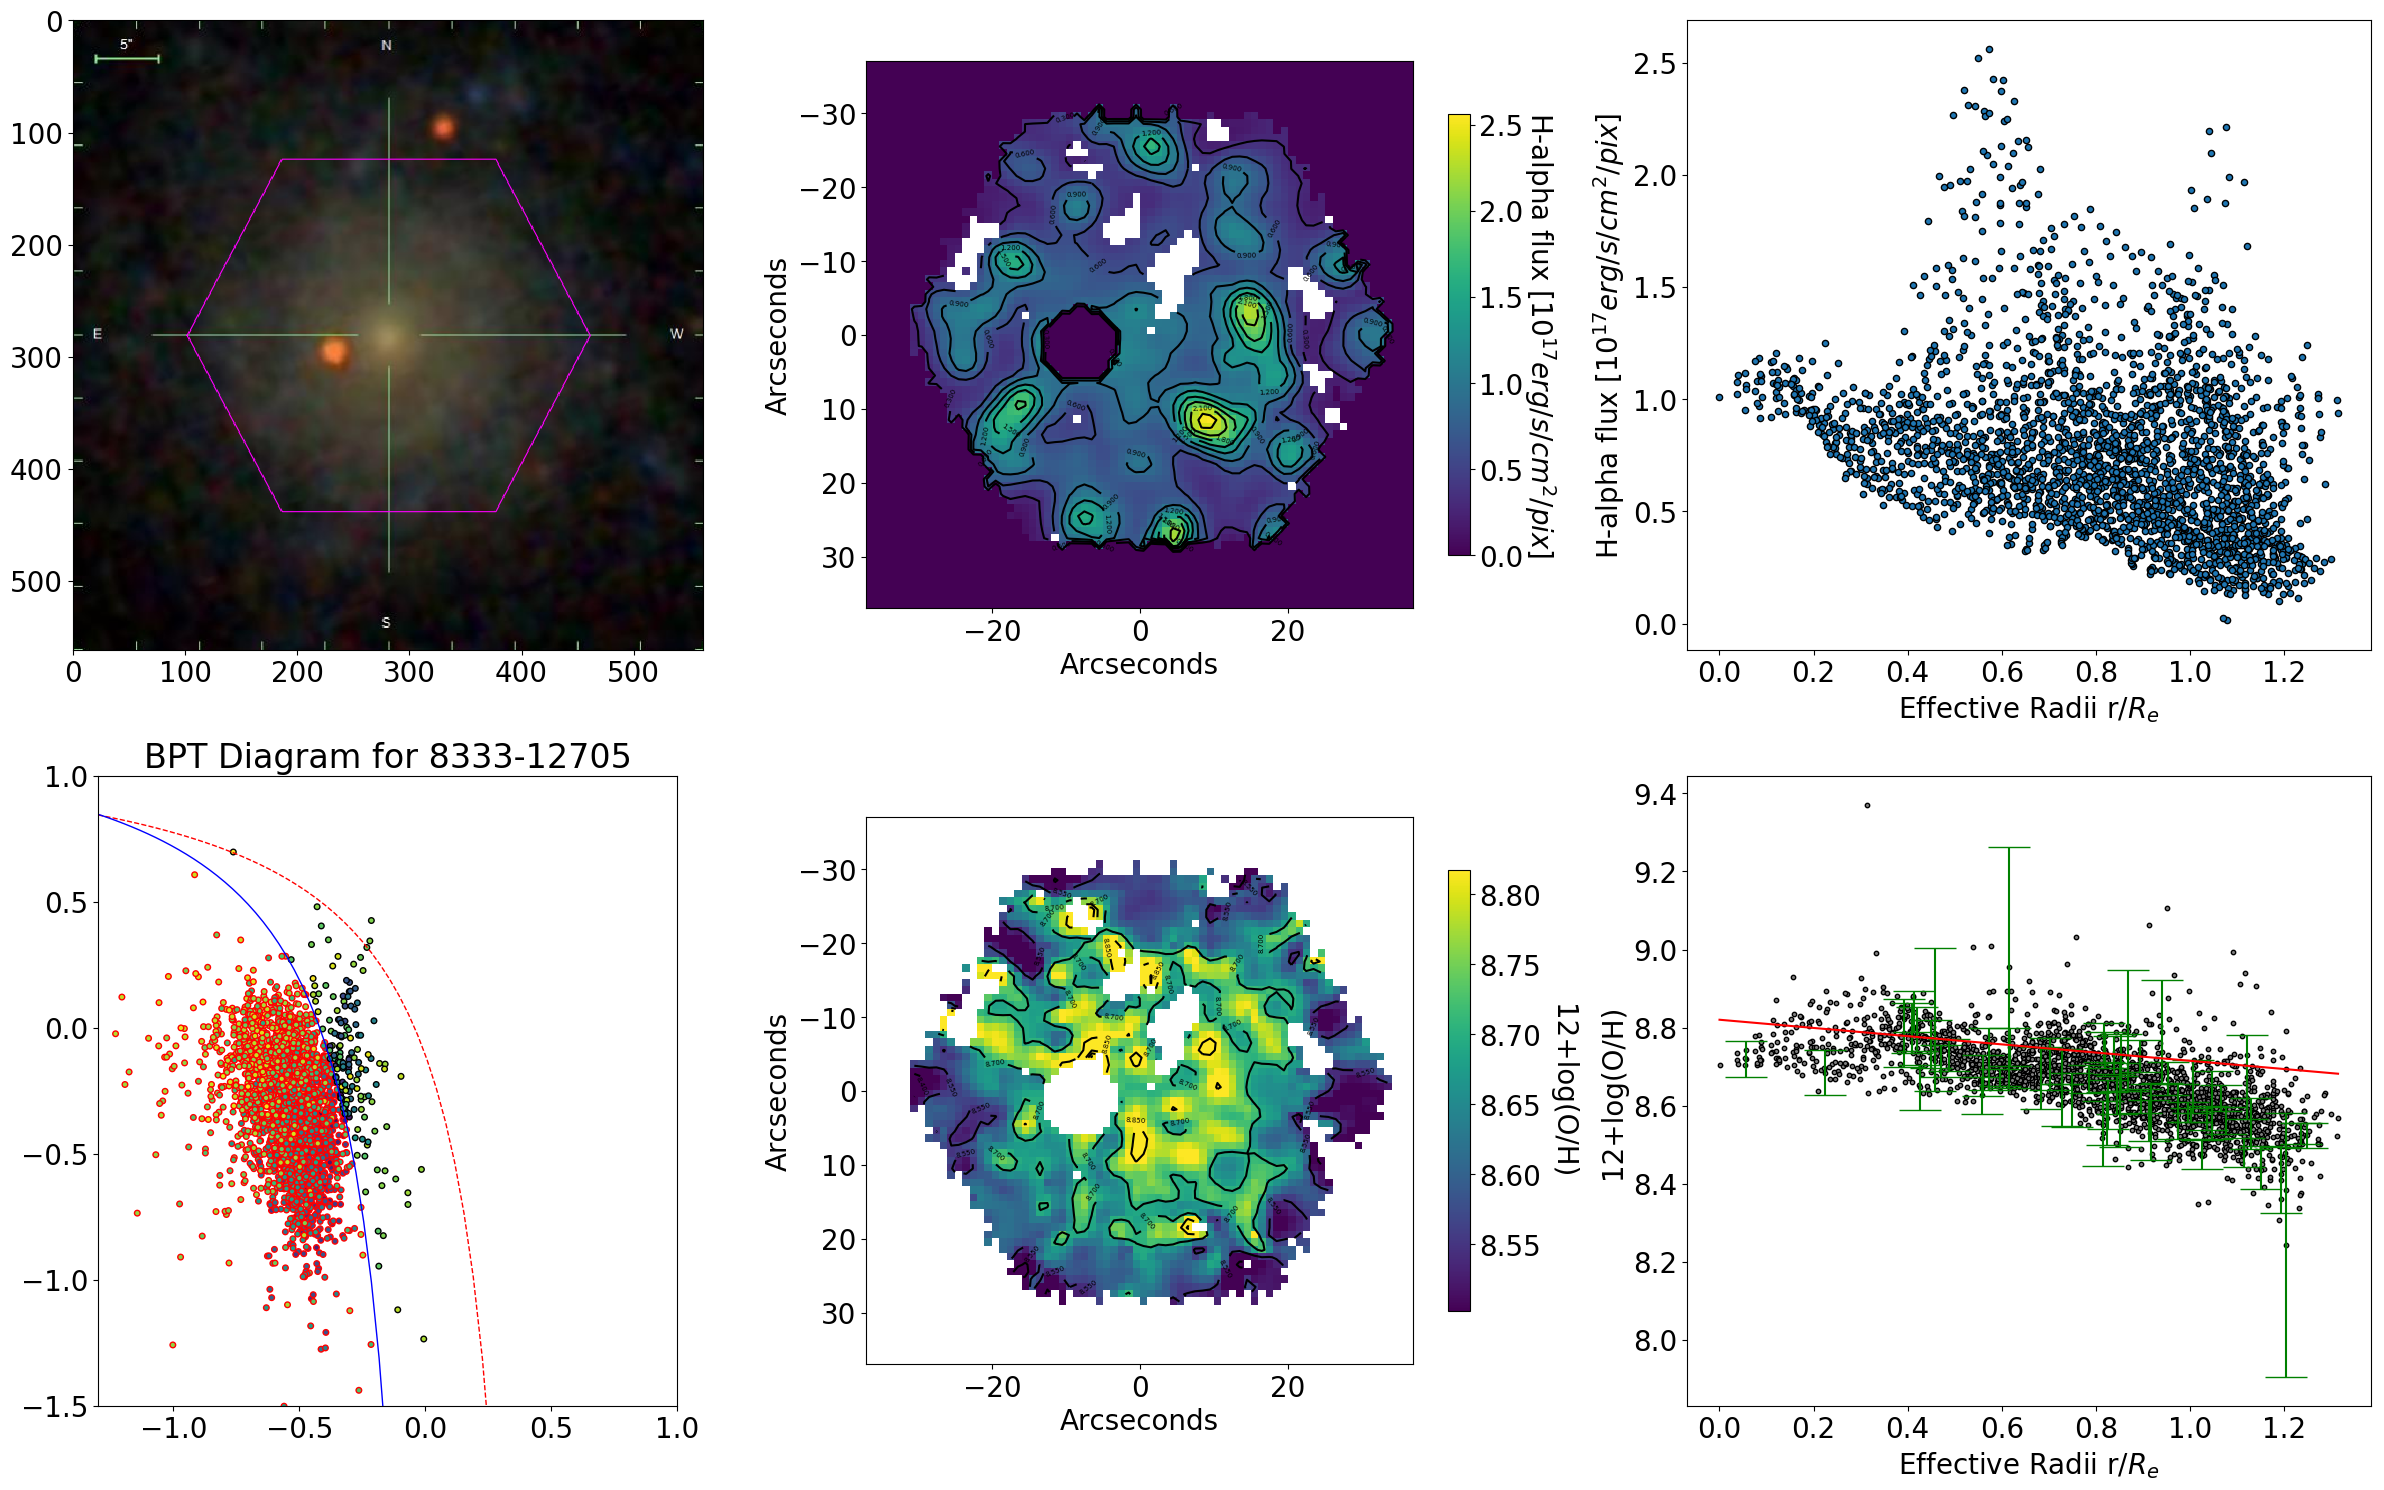 0
100
200
300
400
500
0 100 200 300 400 500
5"
N
E
W
S
Arcseconds
−30
−20
−10
0
10
20
30
−20 0 20
Arcseconds
2.5
2.0
1.5
1.0
0.5
0.0
H-alpha flux [10^17 erg/s/cm^2/pix]
H-alpha flux [10^17 erg/s/cm^2/pix]
2.5
2.0
1.5
1.0
0.5
0.0
0.0 0.2 0.4 0.6 0.8 1.0 1.2
Effective Radii r/R_e
BPT Diagram for 8333-12705
1.0
0.5
0.0
−0.5
−1.0
−1.5
−1.0 −0.5 0.0 0.5 1.0
Arcseconds
−30
−20
−10
0
10
20
30
−20 0 20
Arcseconds
8.80
8.75
8.70
8.65
8.60
8.55
12+log(O/H)
12+log(O/H)
9.4
9.2
9.0
8.8
8.6
8.4
8.2
8.0
0.0 0.2 0.4 0.6 0.8 1.0 1.2
Effective Radii r/R_e